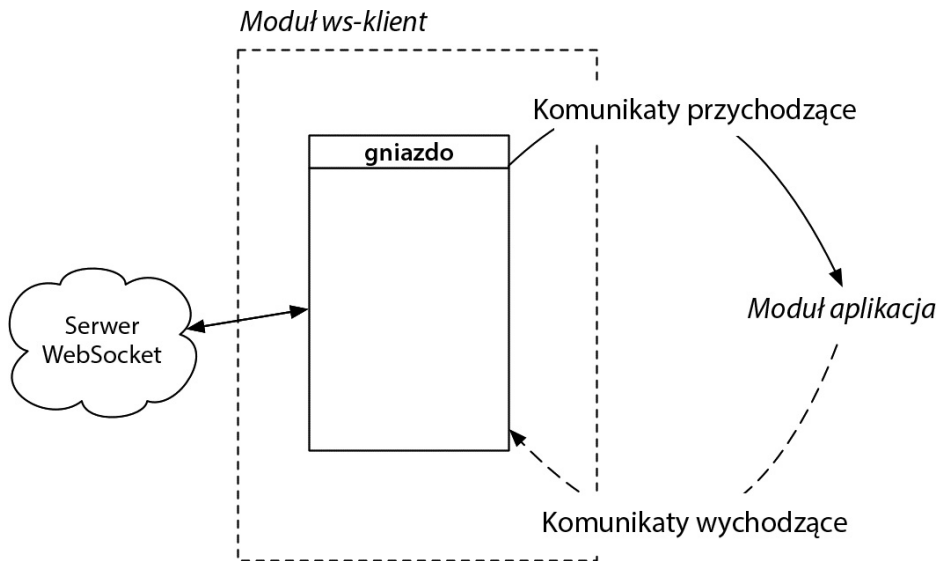 Moduł ws-klient
Komunikaty przychodzące
gniazdo
Serwer
WebSocket
Moduł aplikacja
Komunikaty wychodzące